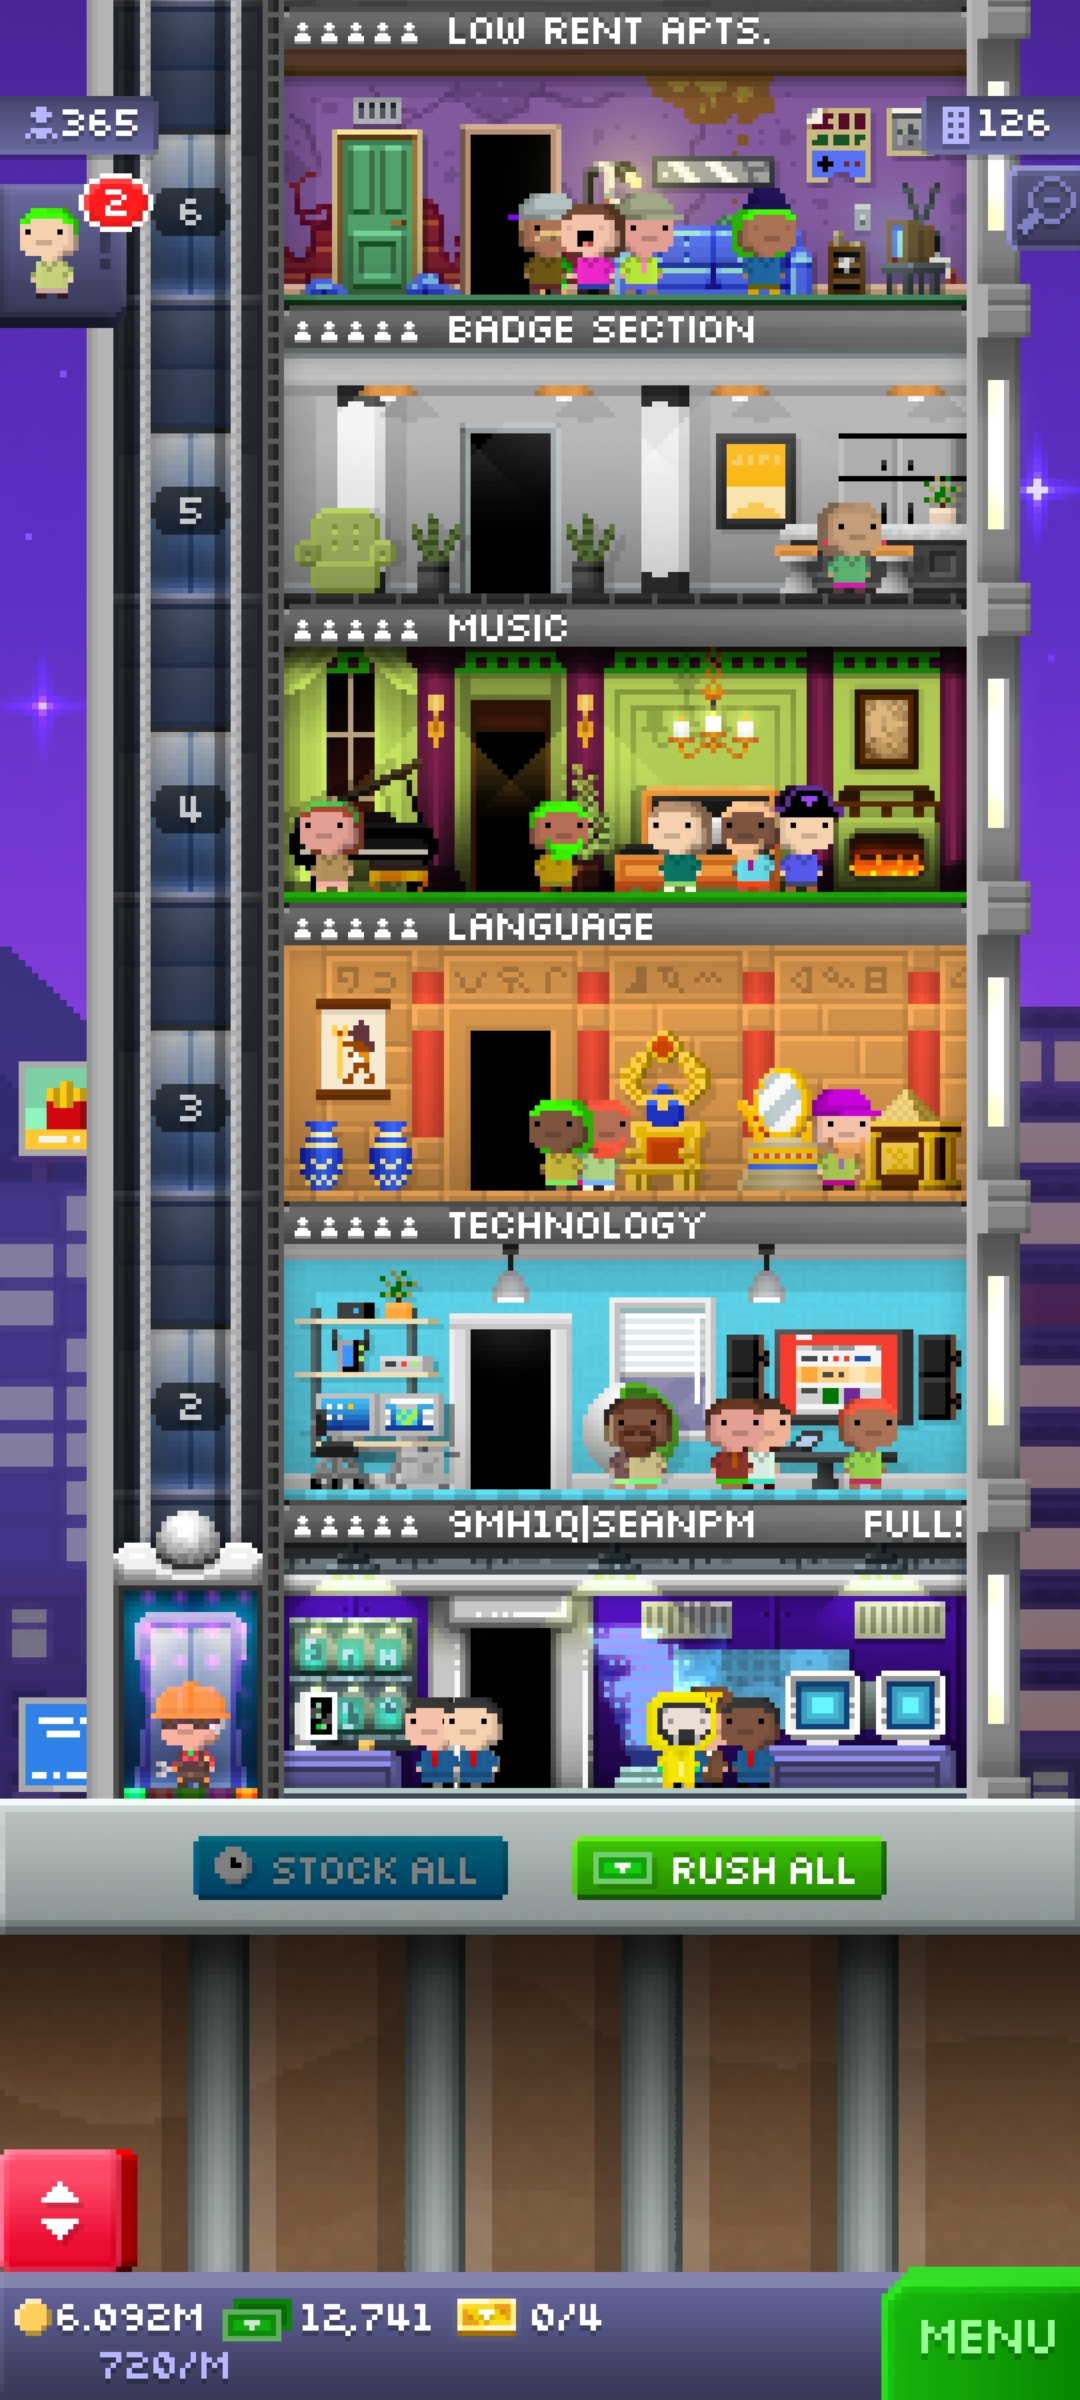 LOW RENT APTS.
365
126
2
6
BADGE SECTION
5
MUSIC
4
LANGUAGE
3
TECHNOLOGY
2
9MH1Q|SEANPM FULL!
STOCK ALL
RUSH ALL
6.092M 12,741 0/4
720/M
MENU